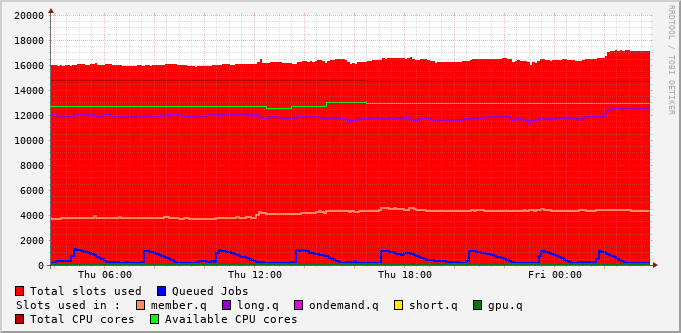 20000
18000
16000
14000
12000
10000
8000
6000
4000
2000
0
Thu 06:00 Thu 12:00 Thu 18:00 Fri 00:00
Total slots used Queued Jobs
Slots used in : member.q long.q ondemand.q short.q gpu.q
Total CPU cores Available CPU cores
RRDTOOL / TOBI OETIKER